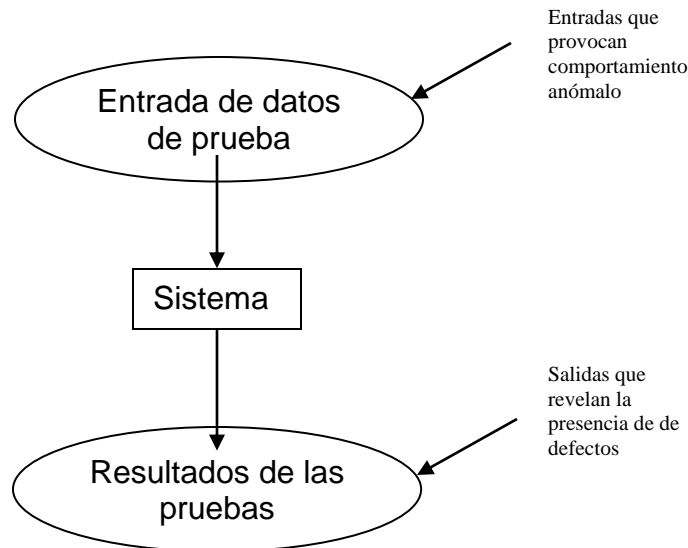 Entradas que
provocan
comportamiento
anómalo
Entrada de datos
de prueba
Sistema
Salidas que
revelan la
presencia de de
defectos
Resultados de las
pruebas